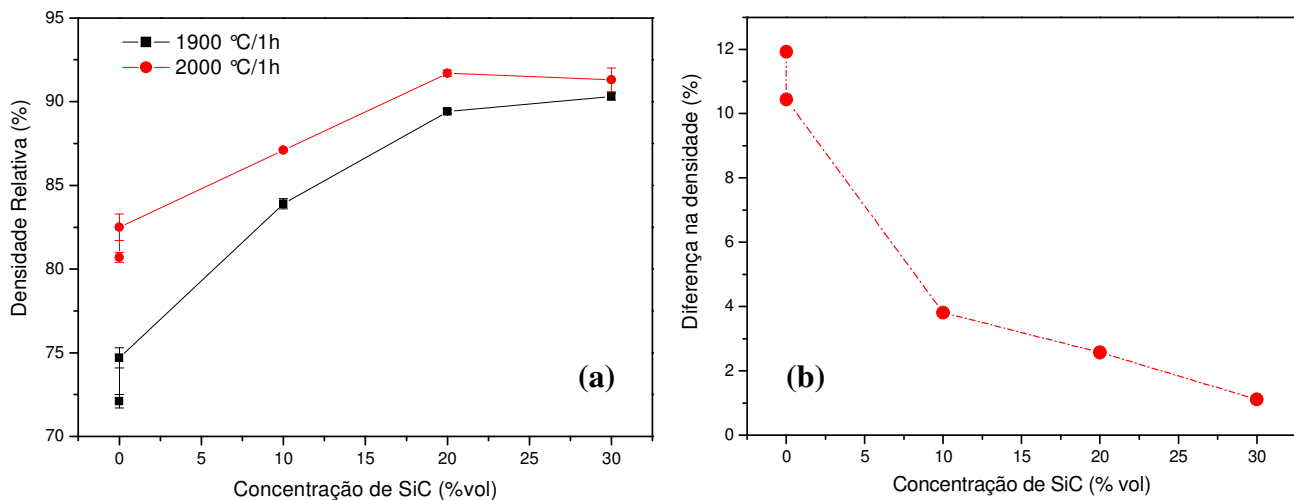 95
90
85
80
75
70
Densidade Relativa (%)
1900 °C/1h
2000 °C/1h
(a)
0 5 10 15 20 25 30
Concentração de SiC (%vol)
12
10
8
6
4
2
0
Diferença na densidade (%)
(b)
0 5 10 15 20 25 30
Concentração de SiC (% vol)